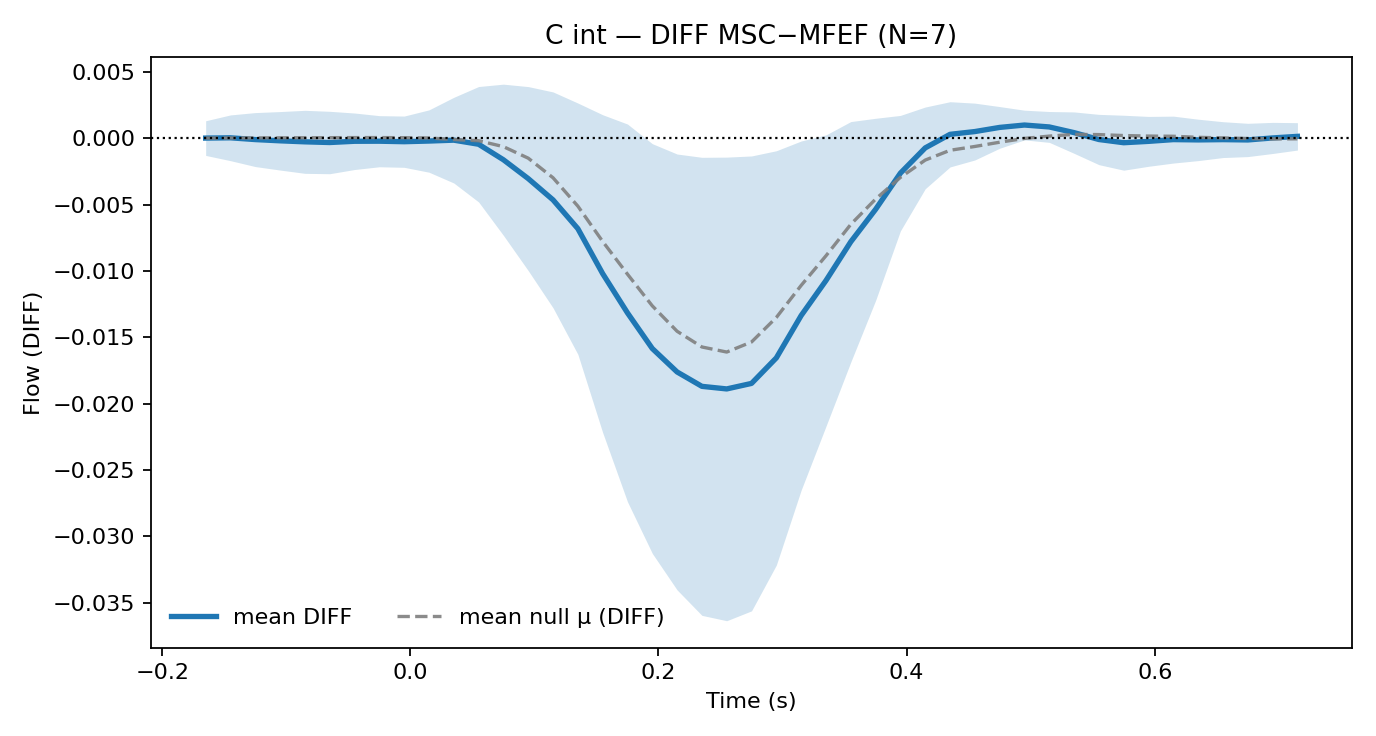 C int — DIFF MSC−MFEF (N=7)
0.005
0.000
−0.005
−0.010
−0.015
−0.020
−0.025
−0.030
−0.035
Flow (DIFF)
mean DIFF
mean null μ (DIFF)
−0.2
0.0
0.2
0.4
0.6
Time (s)